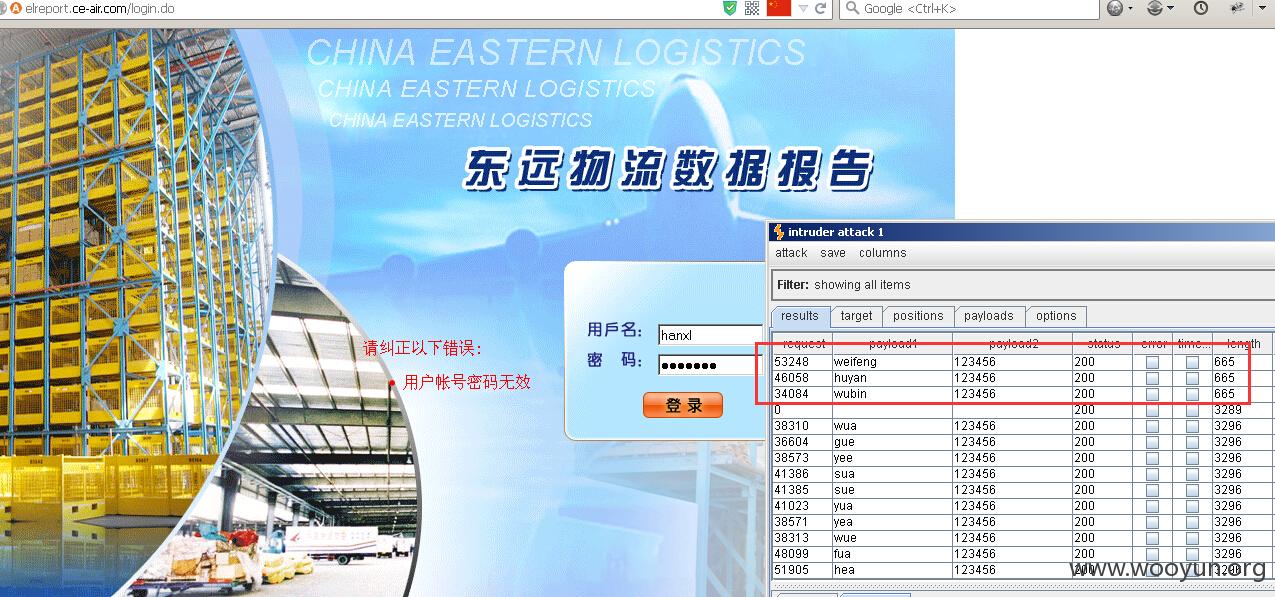 elreport.ce-air.com/login.do
Google <Ctrl+K>
CHINA EASTERN LOGISTICS
CHINA EASTERN LOGISTICS
CHINA EASTERN LOGISTICS
东远物流数据报告
请纠正以下错误：
用户帐号密码无效
用戶名： hanxl
密 码： ●●●●●●●
登 录
intruder attack 1
attack save columns
Filter: showing all items
results target positions payloads options
request payload1 payload2 status error time... length
53248 weifeng 123456 200 665
46058 huyan 123456 200 665
34084 wubin 123456 200 665
0 200 3289
38310 wua 123456 200 3296
36604 gue 123456 200 3296
38573 yee 123456 200 3296
41386 sua 123456 200 3296
41385 sue 123456 200 3296
41023 yua 123456 200 3296
38571 yea 123456 200 3296
38313 wue 123456 200 3296
48099 fua 123456 200 3296
51905 hea 123456 200 3296
www.wooyun.org